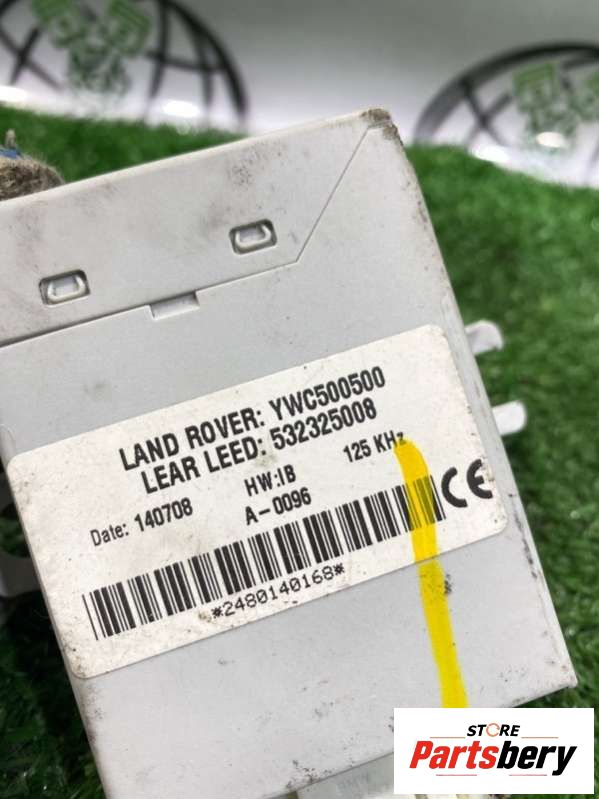 LAND ROVER: YWC500500
LEAR LEED: 532325008
Date: 140708 HW:IB 125 KHz
A-0096
CE
*2480140168*
STORE
Partsbery